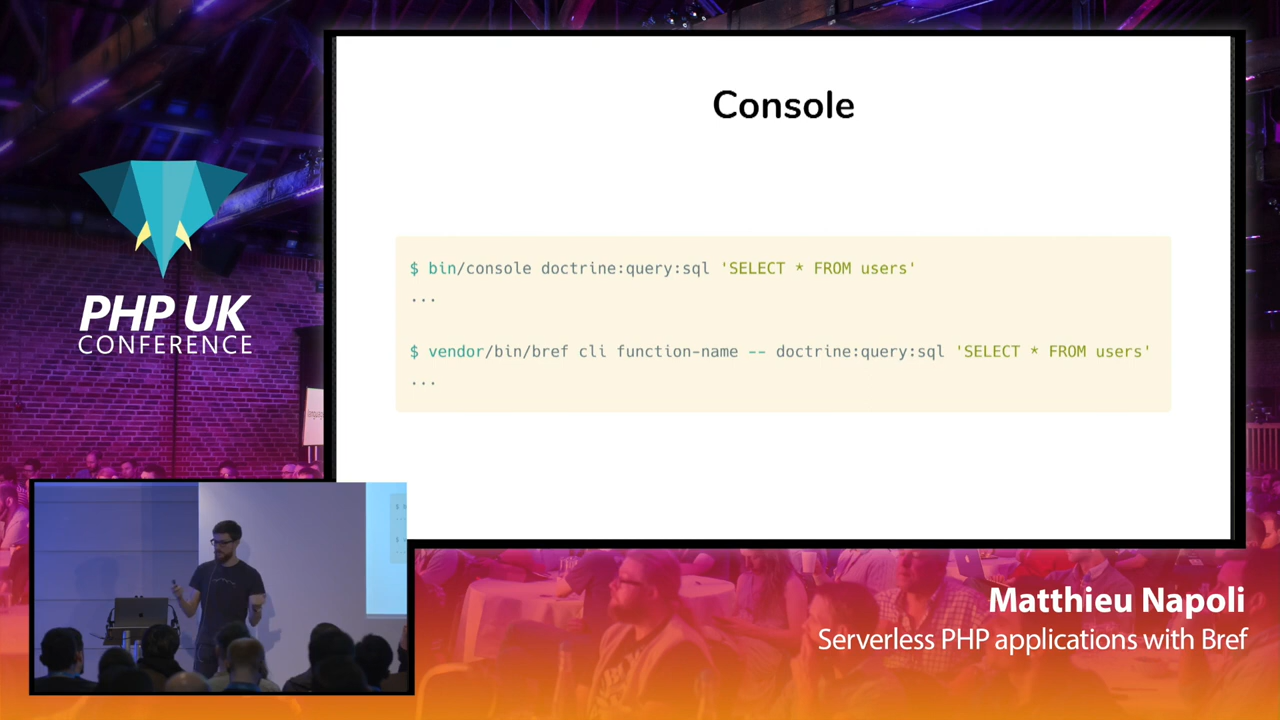 Console
$ bin/console doctrine:query:sql 'SELECT * FROM users'
...
$ vendor/bin/bref cli function-name -- doctrine:query:sql 'SELECT * FROM users'
...
PHP UK
CONFERENCE
Matthieu Napoli
Serverless PHP applications with Bref